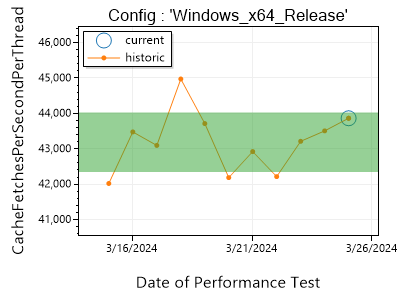 Config : 'Windows_x64_Release'
CacheFetchesPerSecondPerThread
46,000
45,000
44,000
43,000
42,000
41,000
current
historic
3/16/2024
3/21/2024
3/26/2024
Date of Performance Test